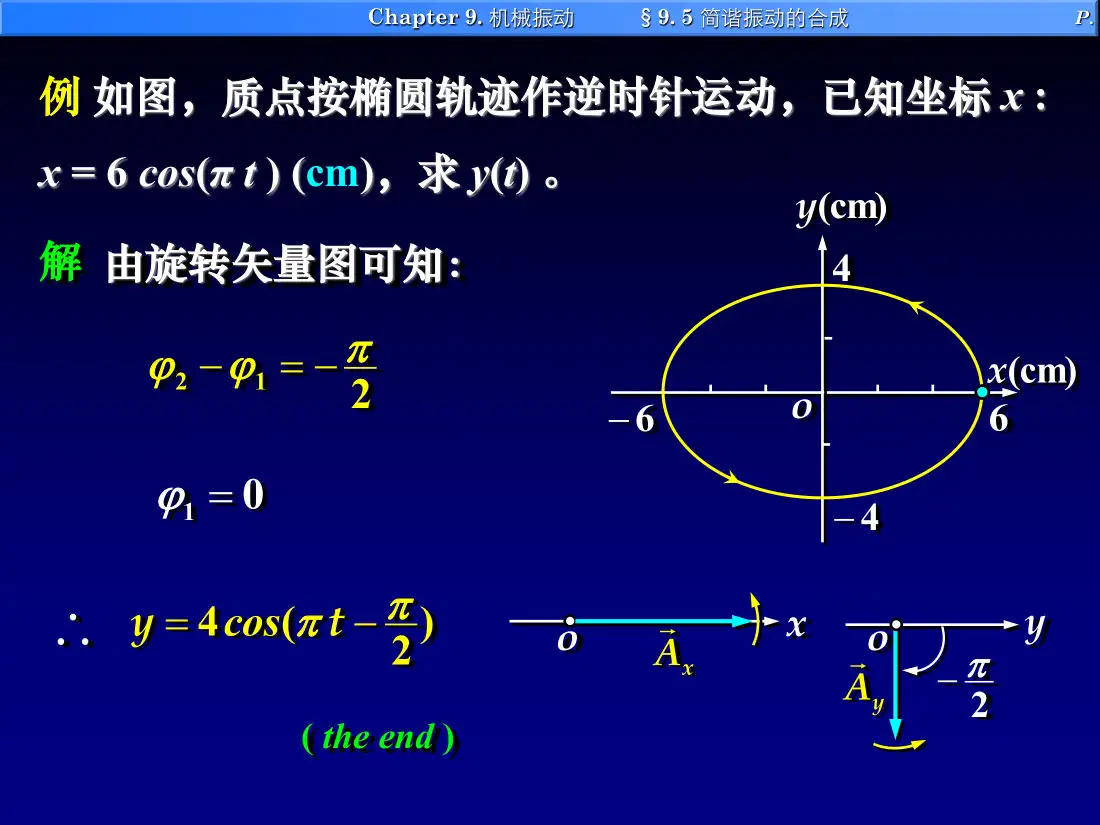 Chapter 9. 机械振动 § 9. 5 简谐振动的合成 P.
例 如图，质点按椭圆轨迹作逆时针运动，已知坐标 x：
x = 6 cos(π t ) (cm)，求 y(t) 。
解 由旋转矢量图可知：
φ₂ − φ₁ = − π/2
φ₁ = 0
∴ y = 4 cos(π t − π/2)
( the end )
y(cm)
4
x(cm)
− 6
o
6
− 4
o
A⃗x
x
o
y
A⃗y
− π/2